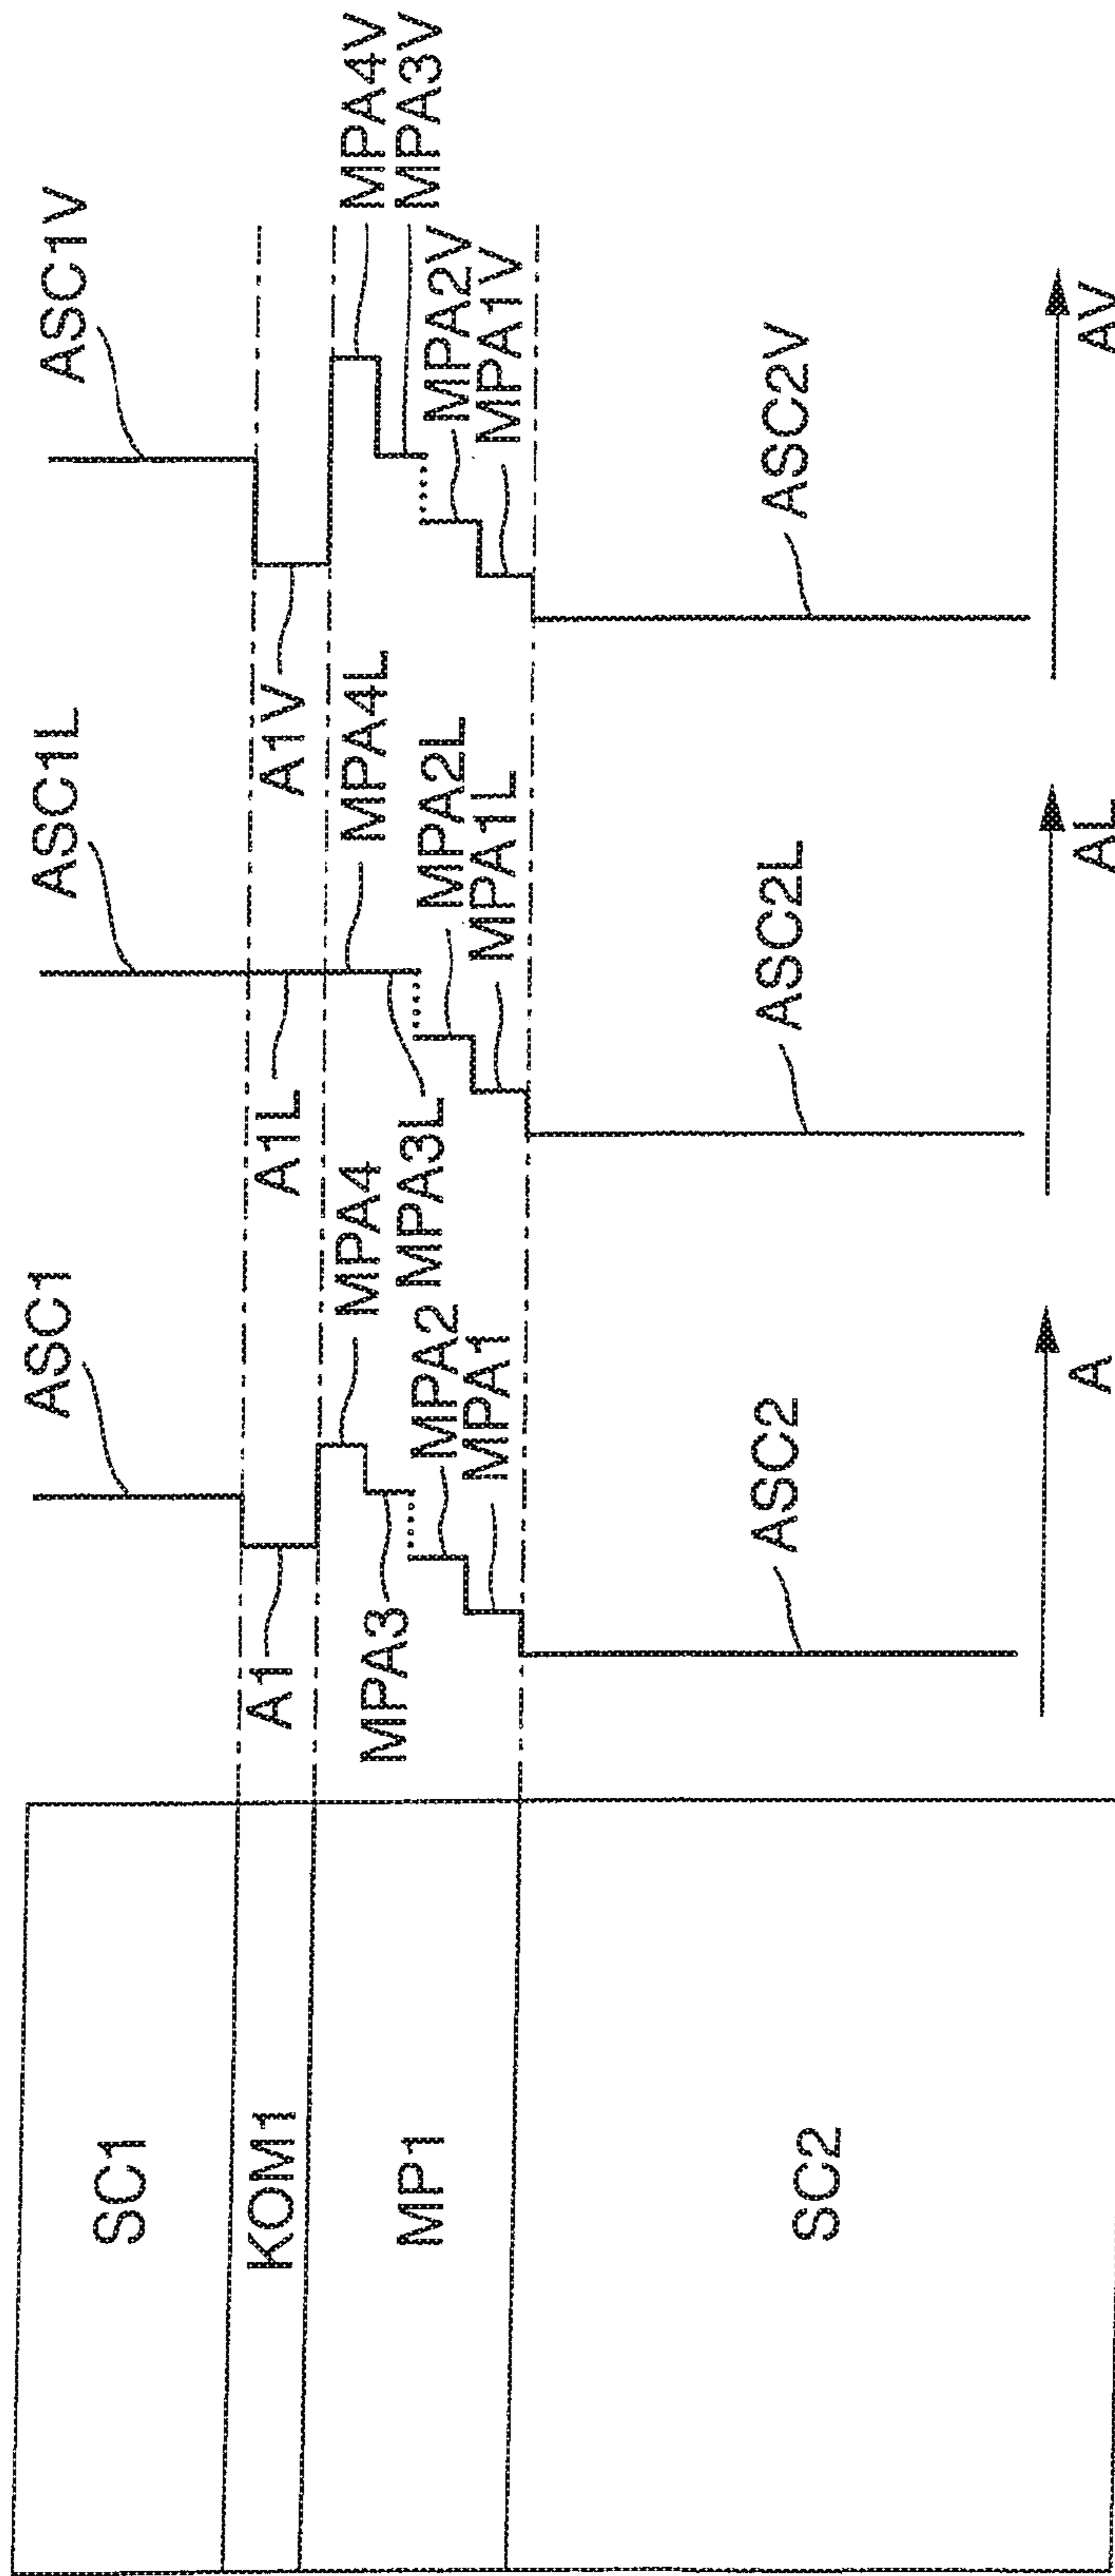 SC1
KOM1
MP1
SC2
ASC1
A1
MPA4
MPA3
MPA2
MPA1
ASC2
A
ASC1L
A1L
MPA4L
MPA3L
MPA2L
MPA1L
ASC2L
AL
ASC1V
A1V
MPA4V
MPA3V
MPA2V
MPA1V
ASC2V
AV